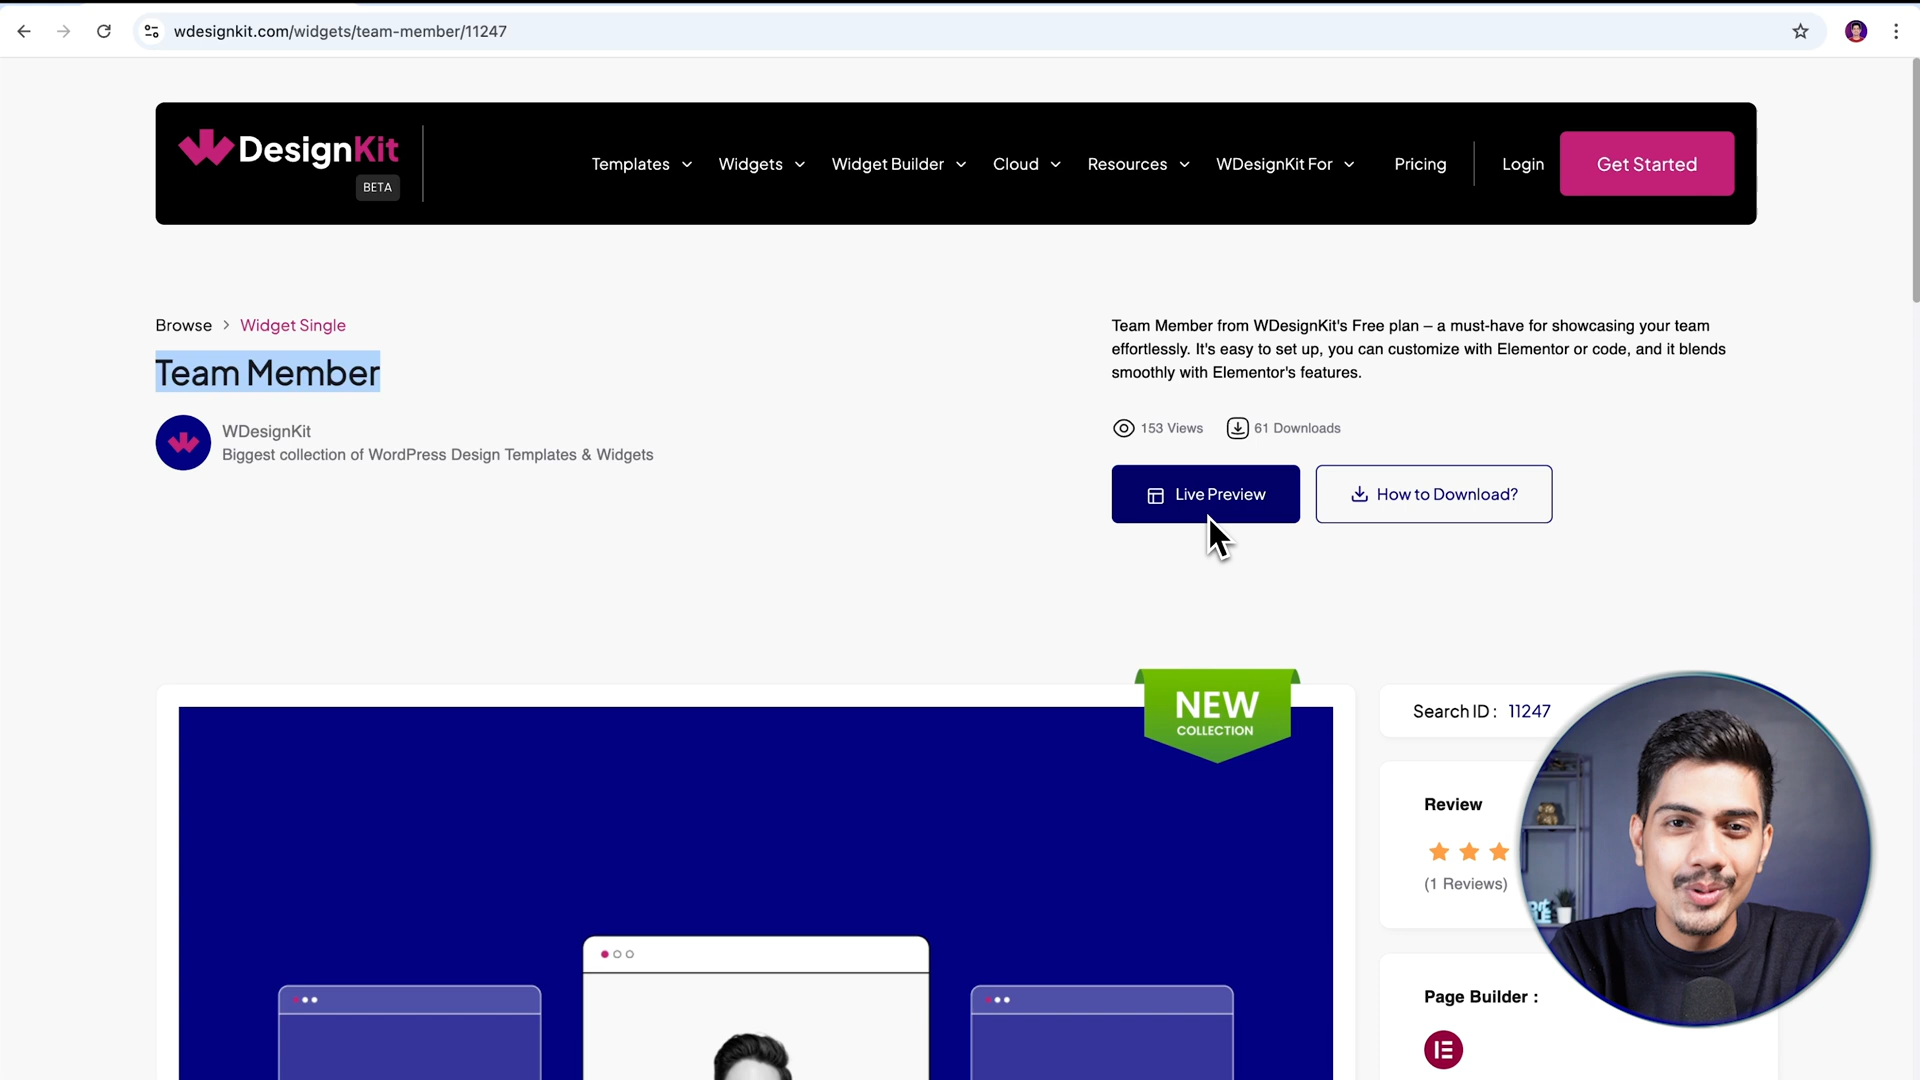 wdesignkit.com/widgets/team-member/11247
DesignKit
BETA
Templates
Widgets
Widget Builder
Cloud
Resources
WDesignKit For
Pricing
Login
Get Started
Browse > Widget Single
Team Member
WDesignKit
Biggest collection of WordPress Design Templates & Widgets
Team Member from WDesignKit's Free plan – a must-have for showcasing your team
effortlessly. It's easy to set up, you can customize with Elementor or code, and it blends
smoothly with Elementor's features.
153 Views
61 Downloads
Live Preview
How to Download?
NEW
COLLECTION
Search ID : 11247
Review
(1 Reviews)
Page Builder :